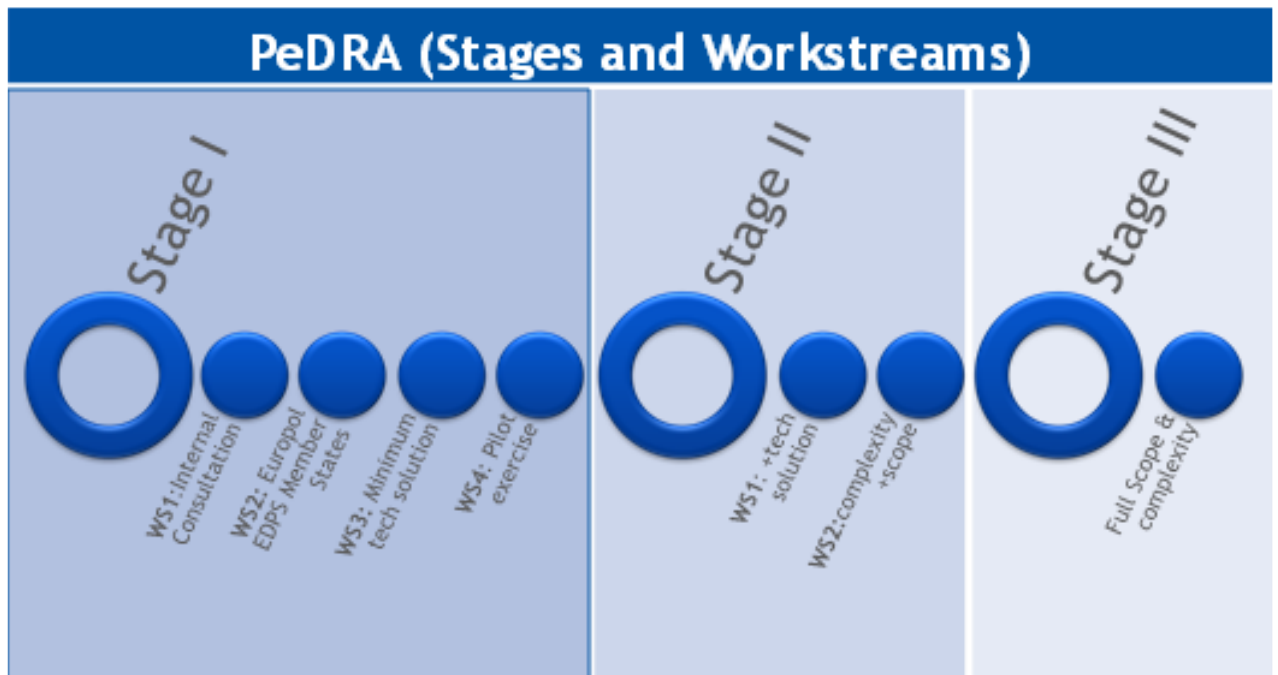 PeDRA (Stages and Workstreams)
Stage I
WS1:Internal
Consultation
WS2: Europol
EDPS Member
States
WS3: Minimum
tech solution
WS4: Pilot
exercise
Stage II
WS1: +tech
solution
WS2:complexity
+scope
Stage III
Full Scope &
complexity